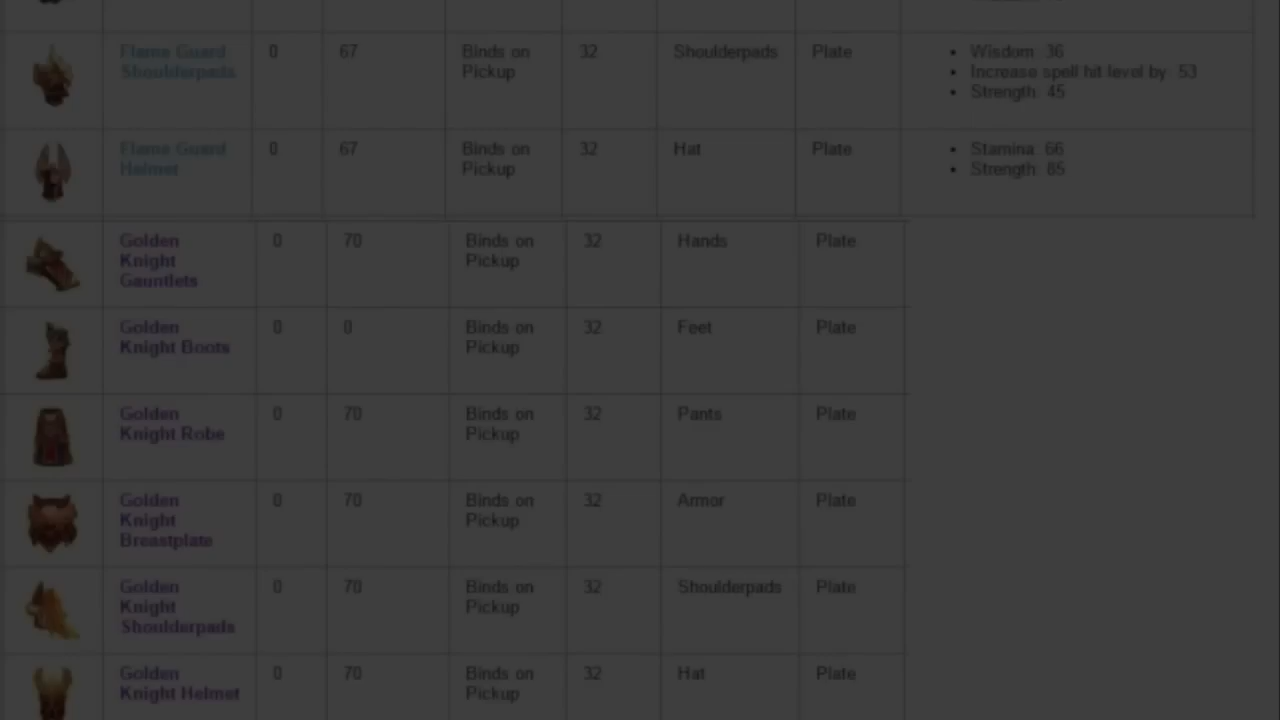 Flame Guard 0 67 Binds on 32 Shoulderpads Plate • Wisdom: 36
Shoulderpads Pickup • Increase spell hit level by: 53
• Strength: 45
Flame Guard 0 67 Binds on 32 Hat Plate • Stamina: 66
Helmet Pickup • Strength: 85
Golden 0 70 Binds on 32 Hands Plate
Knight Pickup
Gauntlets
Golden 0 0 Binds on 32 Feet Plate
Knight Boots Pickup
Golden 0 70 Binds on 32 Pants Plate
Knight Robe Pickup
Golden 0 70 Binds on 32 Armor Plate
Knight Pickup
Breastplate
Golden 0 70 Binds on 32 Shoulderpads Plate
Knight Pickup
Shoulderpads
Golden 0 70 Binds on 32 Hat Plate
Knight Helmet Pickup